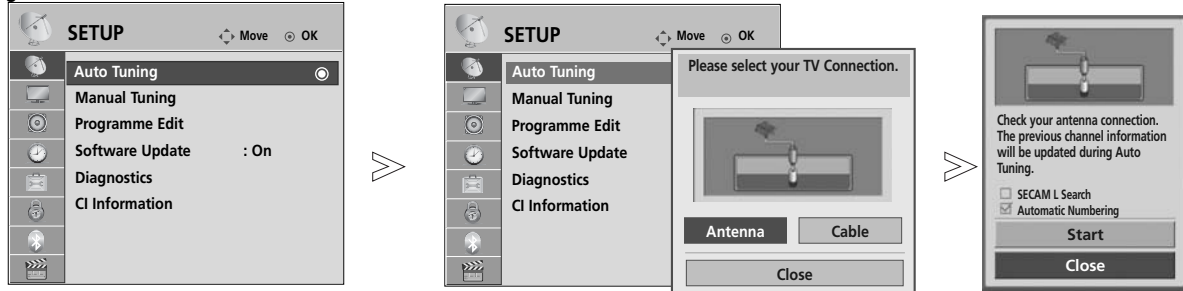 SETUP
Move OK
Auto Tuning
Manual Tuning
Programme Edit
Software Update : On
Diagnostics
CI Information
SETUP
Move OK
Auto Tuning
Manual Tuning
Programme Edit
Software Update
Diagnostics
CI Information
Please select your TV Connection.
Antenna Cable
Close
Check your antenna connection.
The previous channel information
will be updated during Auto
Tuning.
SECAM L Search
Automatic Numbering
Start
Close